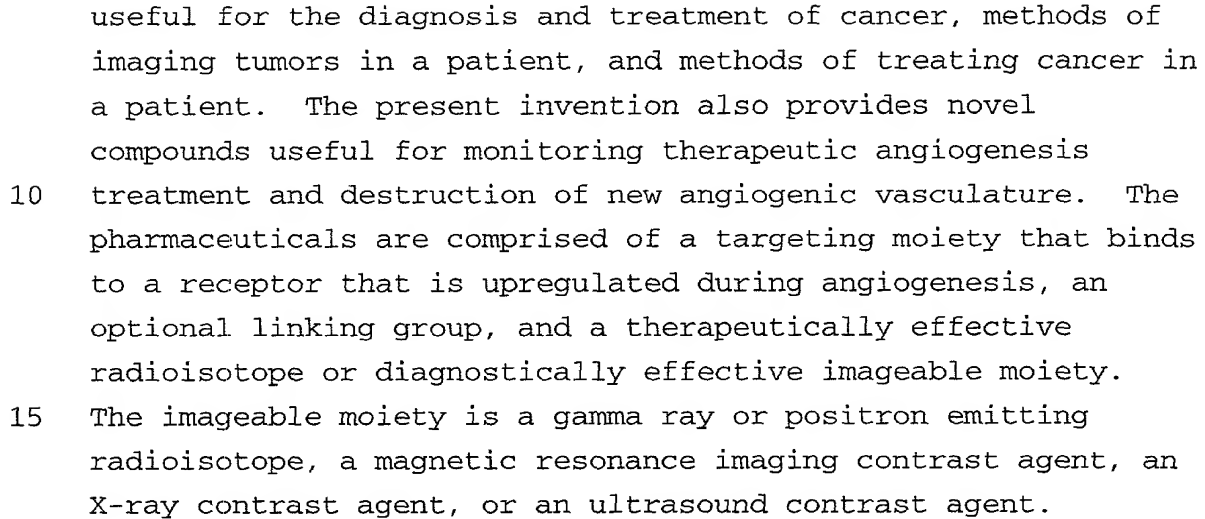 useful for the diagnosis and treatment of cancer, methods of
imaging tumors in a patient, and methods of treating cancer in
a patient.  The present invention also provides novel
compounds useful for monitoring therapeutic angiogenesis
10 treatment and destruction of new angiogenic vasculature.  The
pharmaceuticals are comprised of a targeting moiety that binds
to a receptor that is upregulated during angiogenesis, an
optional linking group, and a therapeutically effective
radioisotope or diagnostically effective imageable moiety.
15 The imageable moiety is a gamma ray or positron emitting
radioisotope, a magnetic resonance imaging contrast agent, an
X-ray contrast agent, or an ultrasound contrast agent.